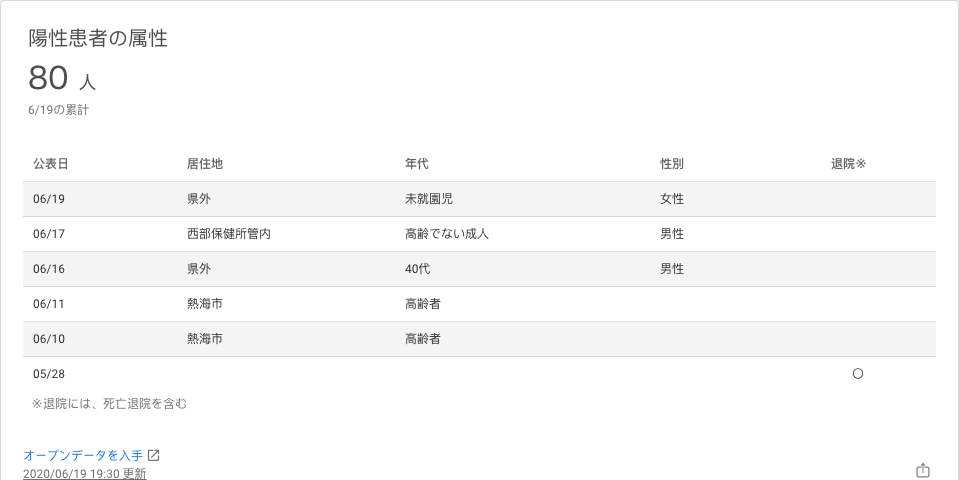 陽性患者の属性
80 人
6/19の累計
公表日 居住地 年代 性別 退院※
06/19 県外 未就園児 女性
06/17 西部保健所管内 高齢でない成人 男性
06/16 県外 40代 男性
06/11 熱海市 高齢者
06/10 熱海市 高齢者
05/28 ○
※退院には、死亡退院を含む
オープンデータを入手
2020/06/19 19:30 更新